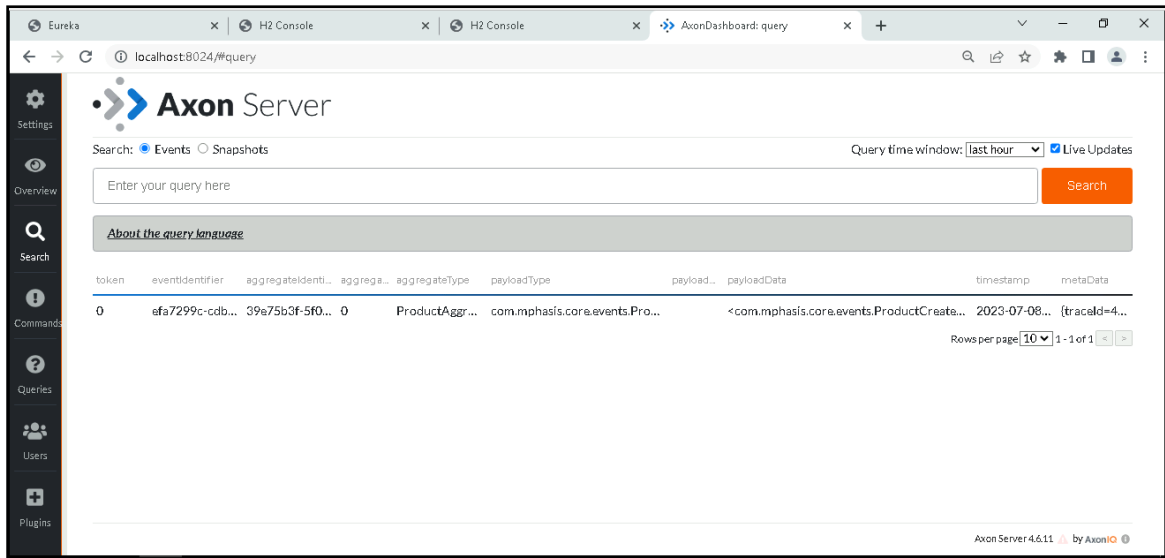 Eureka
H2 Console
H2 Console
AxonDashboard: query
localhost:8024/#query
Settings
Overview
Search
Commands
Queries
Users
Plugins
Axon Server
Search: Events Snapshots
Query time window: last hour Live Updates
Enter your query here
Search
About the query language
token eventIdentifier aggregateIdenti... aggrega... aggregateType payloadType payload... payloadData timestamp metaData
0 efa7299c-cdb... 39e75b3f-5f0... 0 ProductAggr... com.mphasis.core.events.Pro... <com.mphasis.core.events.ProductCreate... 2023-07-08... {traceId=4...
Rows per page 10 1 - 1 of 1 < >
Axon Server 4.6.11 by AxonIQ